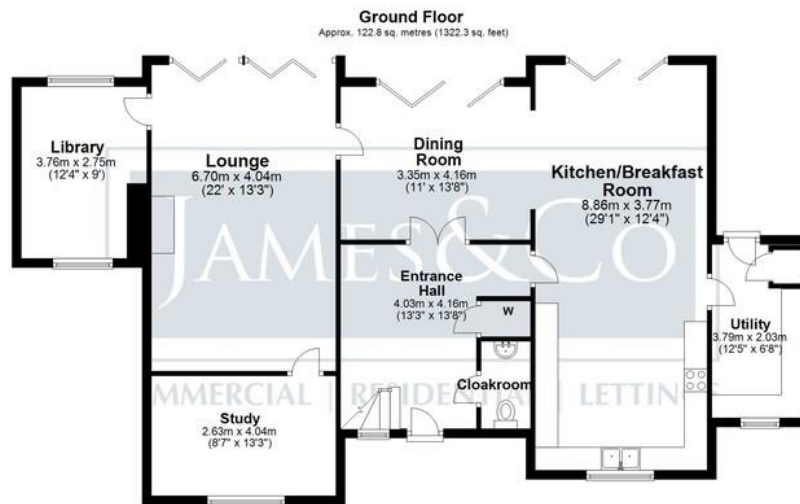 Ground Floor
Approx. 122.8 sq. metres (1322.3 sq. feet)
Library
3.76m x 2.75m
(12'4" x 9')
Lounge
6.70m x 4.04m
(22' x 13'3")
Dining
Room
3.35m x 4.16m
(11' x 13'8")
Kitchen/Breakfast
Room
8.86m x 3.77m
(29'1" x 12'4")
JAMES&CO
Entrance
Hall
4.03m x 4.16m
(13'3" x 13'8")
W
Utility
3.79m x 2.03m
(12'5" x 6'8")
Cloakroom
MMERCIAL | RESIDENTIAL | LETTINGS
Study
2.63m x 4.04m
(8'7" x 13'3")